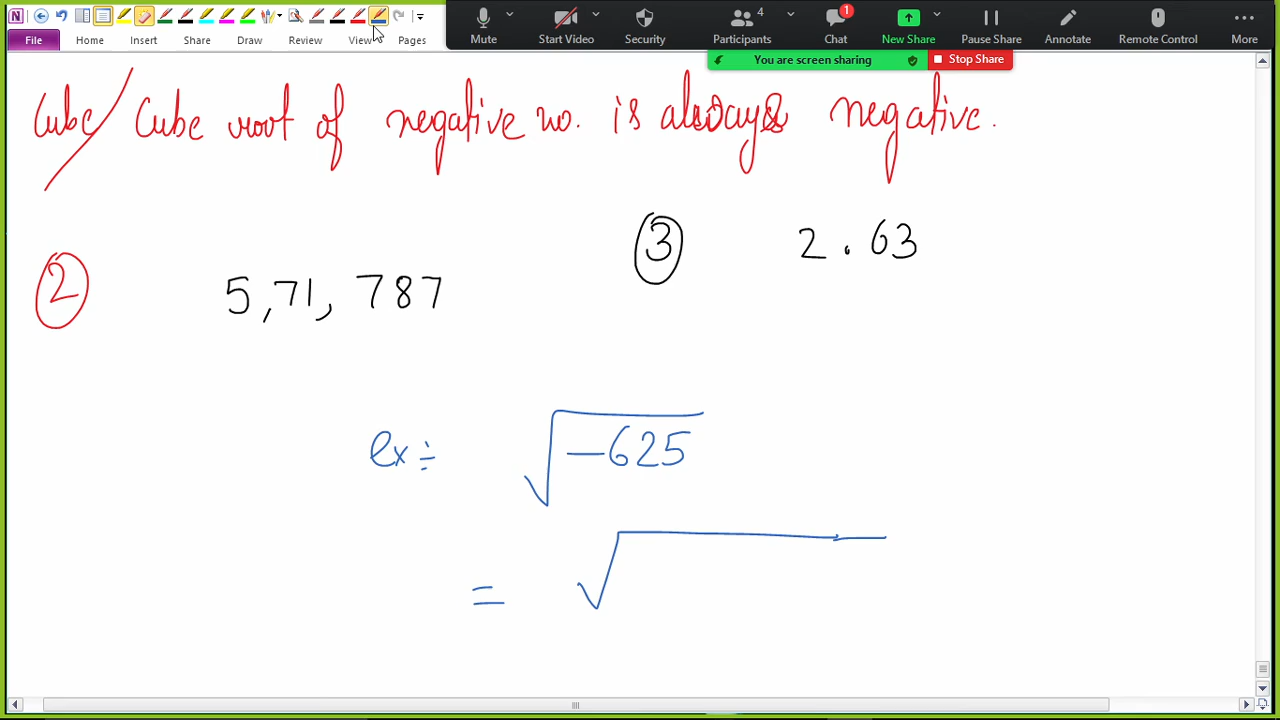 4
1
Mute Start Video Security Participants Chat New Share Pause Share Annotate Remote Control More
File Home Insert Share Draw Review View Pages
You are screen sharing Stop Share
Cube/Cube root of negative no. is always negative.
③ 2.63
② 5,71,787
ex÷ √-625
= √